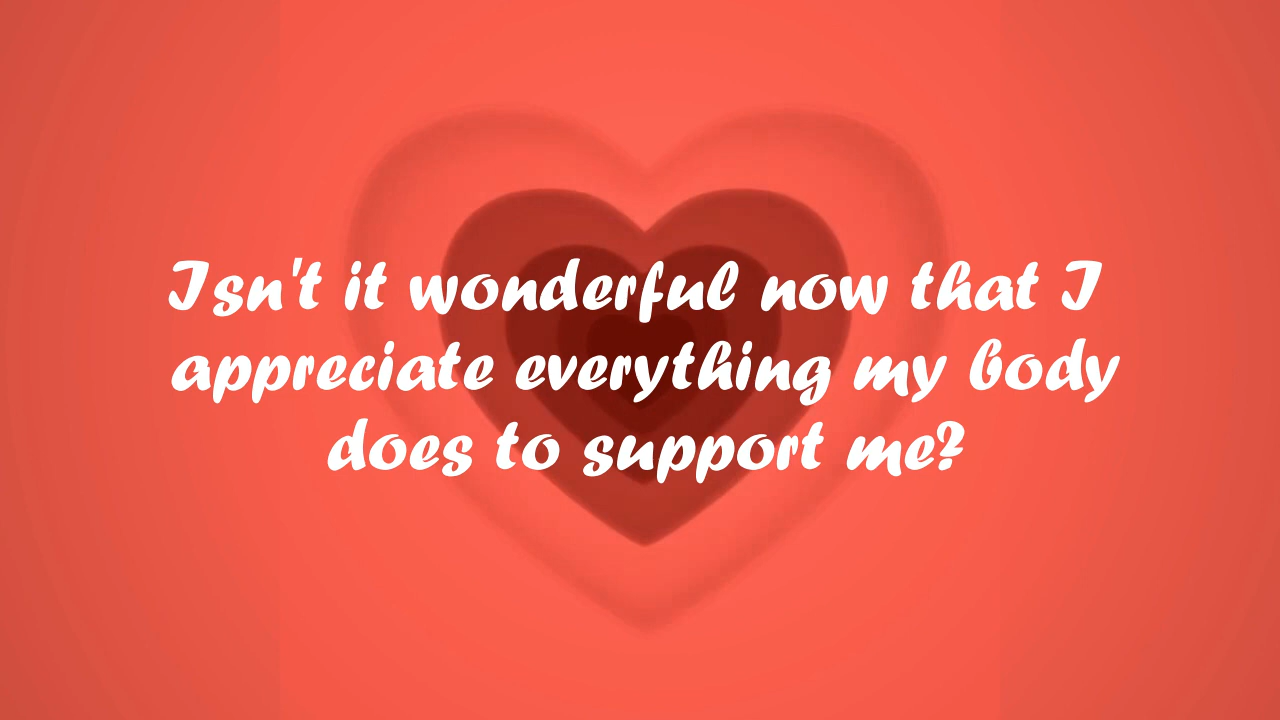 Isn't it wonderful now that I
appreciate everything my body
does to support me?